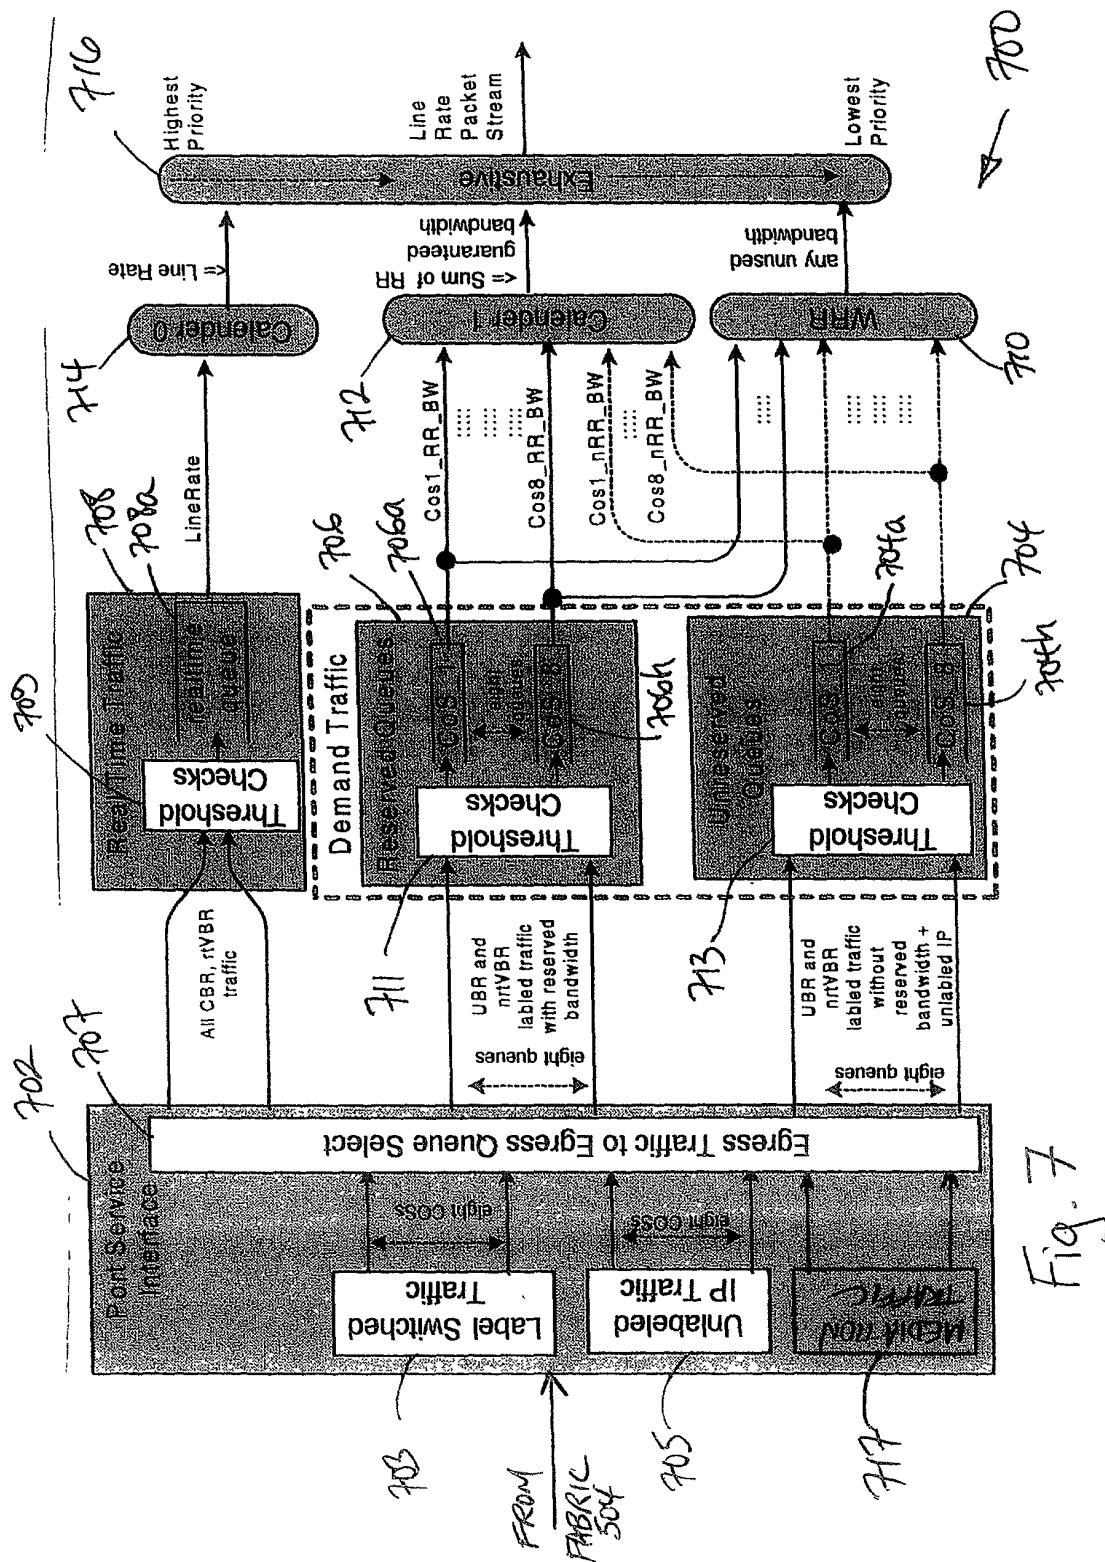 702
Port Service
Interface
707
Label Switched
Traffic
eight COSs
703
FROM
FABRIC
504
Unlabeled
IP Traffic
eight COSs
705
MEDIATION
TRAFFIC
717
Egress Traffic to Egress Queue Select
All CBR, rtVBR
traffic
UBR and
nrtVBR
labled traffic
with reserved
bandwidth
eight queues
UBR and
nrtVBR
labled traffic
without
reserved
bandwidth +
unlabled IP
eight queues
709
708
708a
Real Time Traffic
Threshold
Checks
realtime
queue
LineRate
Demand Traffic
706
706a
Reserved Queues
711
Threshold
Checks
CoS 1
eight
queues
CoS 8
706h
Unreserved
Queues
713
Threshold
Checks
CoS 1
eight
queues
CoS 8
704a
704
704h
714
Calender 0
<= Line Rate
712
Cos1_RR_BW
Cos8_RR_BW
Cos1_nRR_BW
Cos8_nRR_BW
Calender 1
<= Sum of RR
guaranteed
bandwidth
WRR
710
any unused
bandwidth
716
Highest
Priority
Exhaustive
Line
Rate
Packet
Stream
Lowest
Priority
700
Fig. 7